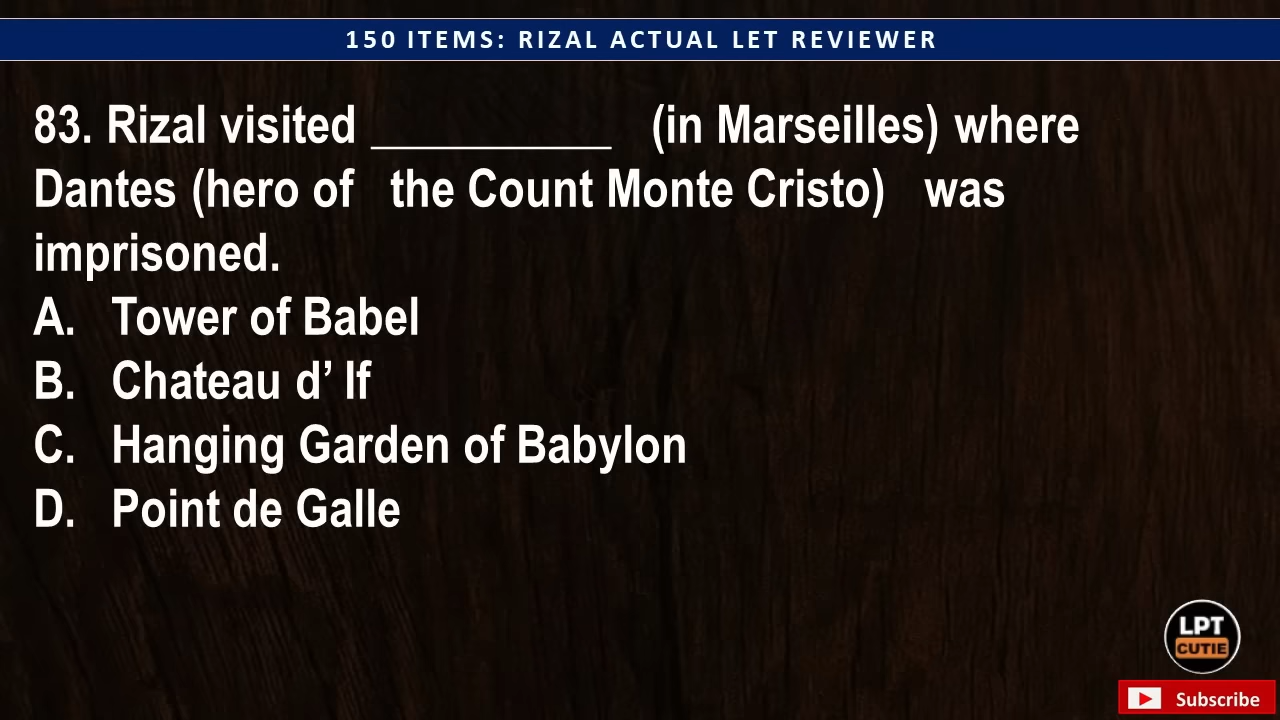 150 ITEMS: RIZAL ACTUAL LET REVIEWER
83. Rizal visited __________ (in Marseilles) where
Dantes (hero of the Count Monte Cristo) was
imprisoned.
A. Tower of Babel
B. Chateau d’ If
C. Hanging Garden of Babylon
D. Point de Galle
LPT
CUTIE
Subscribe